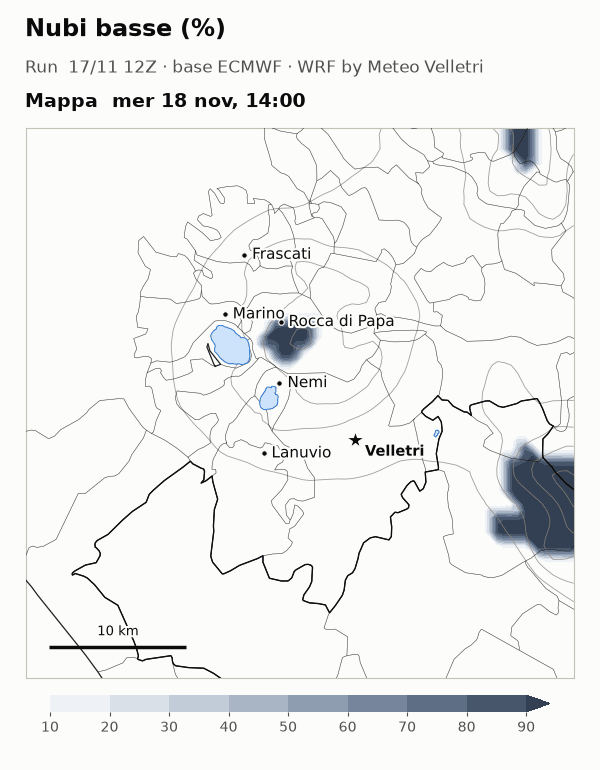 Nubi basse (%)
Run  17/11 12Z · base ECMWF · WRF by Meteo Velletri
Mappa  mer 18 nov, 14:00
Frascati
Marino
Rocca di Papa
Nemi
Velletri
Lanuvio
10 km
10 20 30 40 50 60 70 80 90